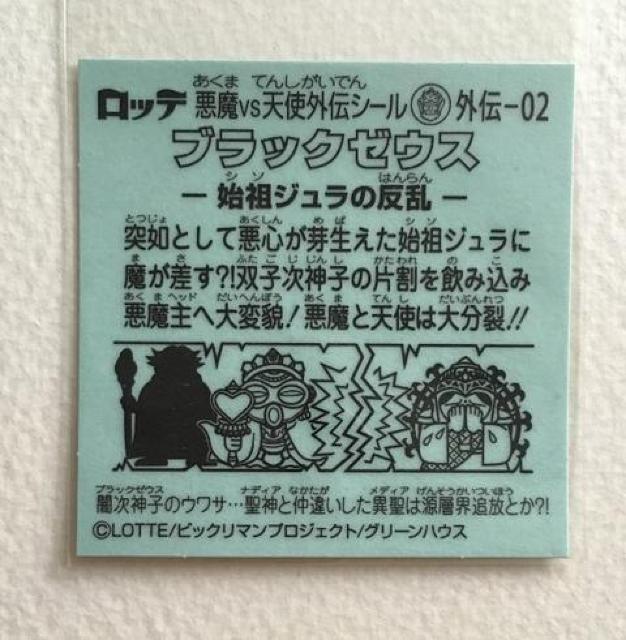 あくま てんしがいでん
ロッテ 悪魔VS天使外伝シール 外伝-02
ブラックゼウス
シソ はんらん
― 始祖ジュラの反乱 ―
とつじょ あくしん めば シソ
突如として悪心が芽生えた始祖ジュラに
ま さ ふたごじじんし かたわれ の こ
魔が差す?!双子次神子の片割を飲み込み
あくまヘッド だいへんぼう あくま てんし だいぶんれつ
悪魔主へ大変貌!悪魔と天使は大分裂!!
ブラックゼウス ナディア なかたが メディア げんそうかいついほう
闇次神子のウワサ…聖神と仲違いした異聖は源層界追放とか?!
©LOTTE/ビックリマンプロジェクト/グリーンハウス